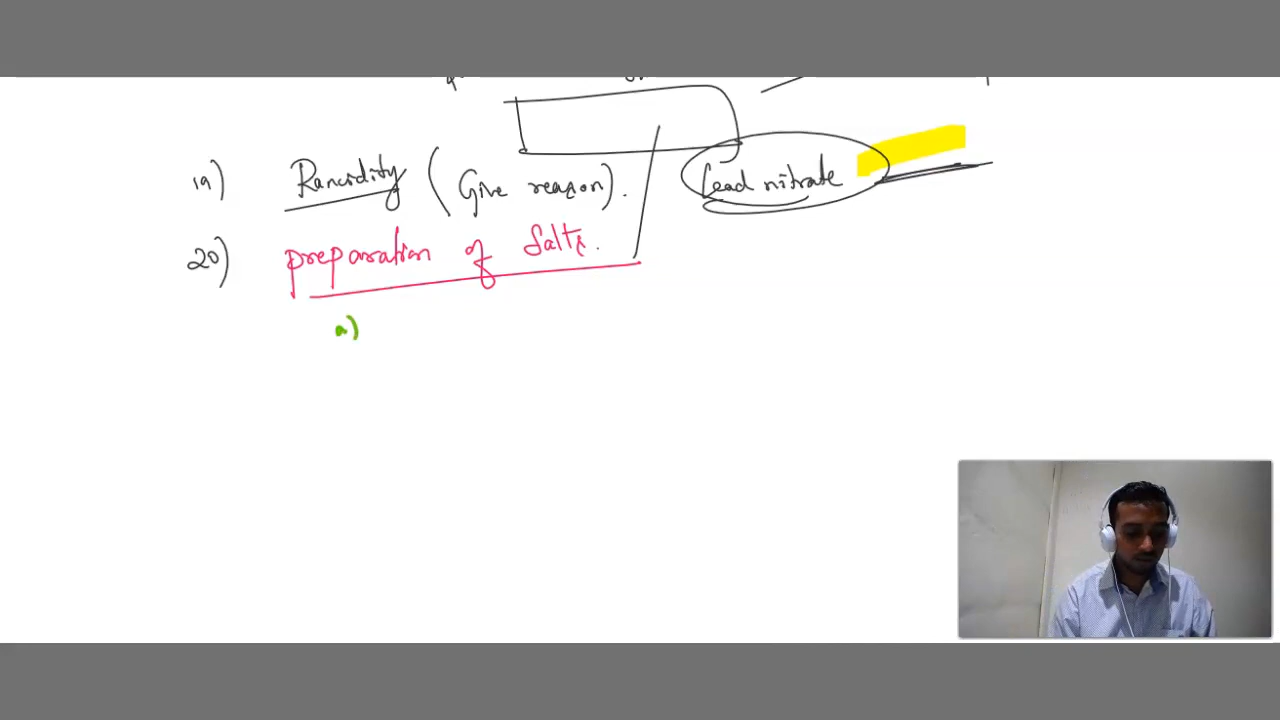 19) Rancidity (Give reason). Lead nitrate
20) preparation of Salts.
a)